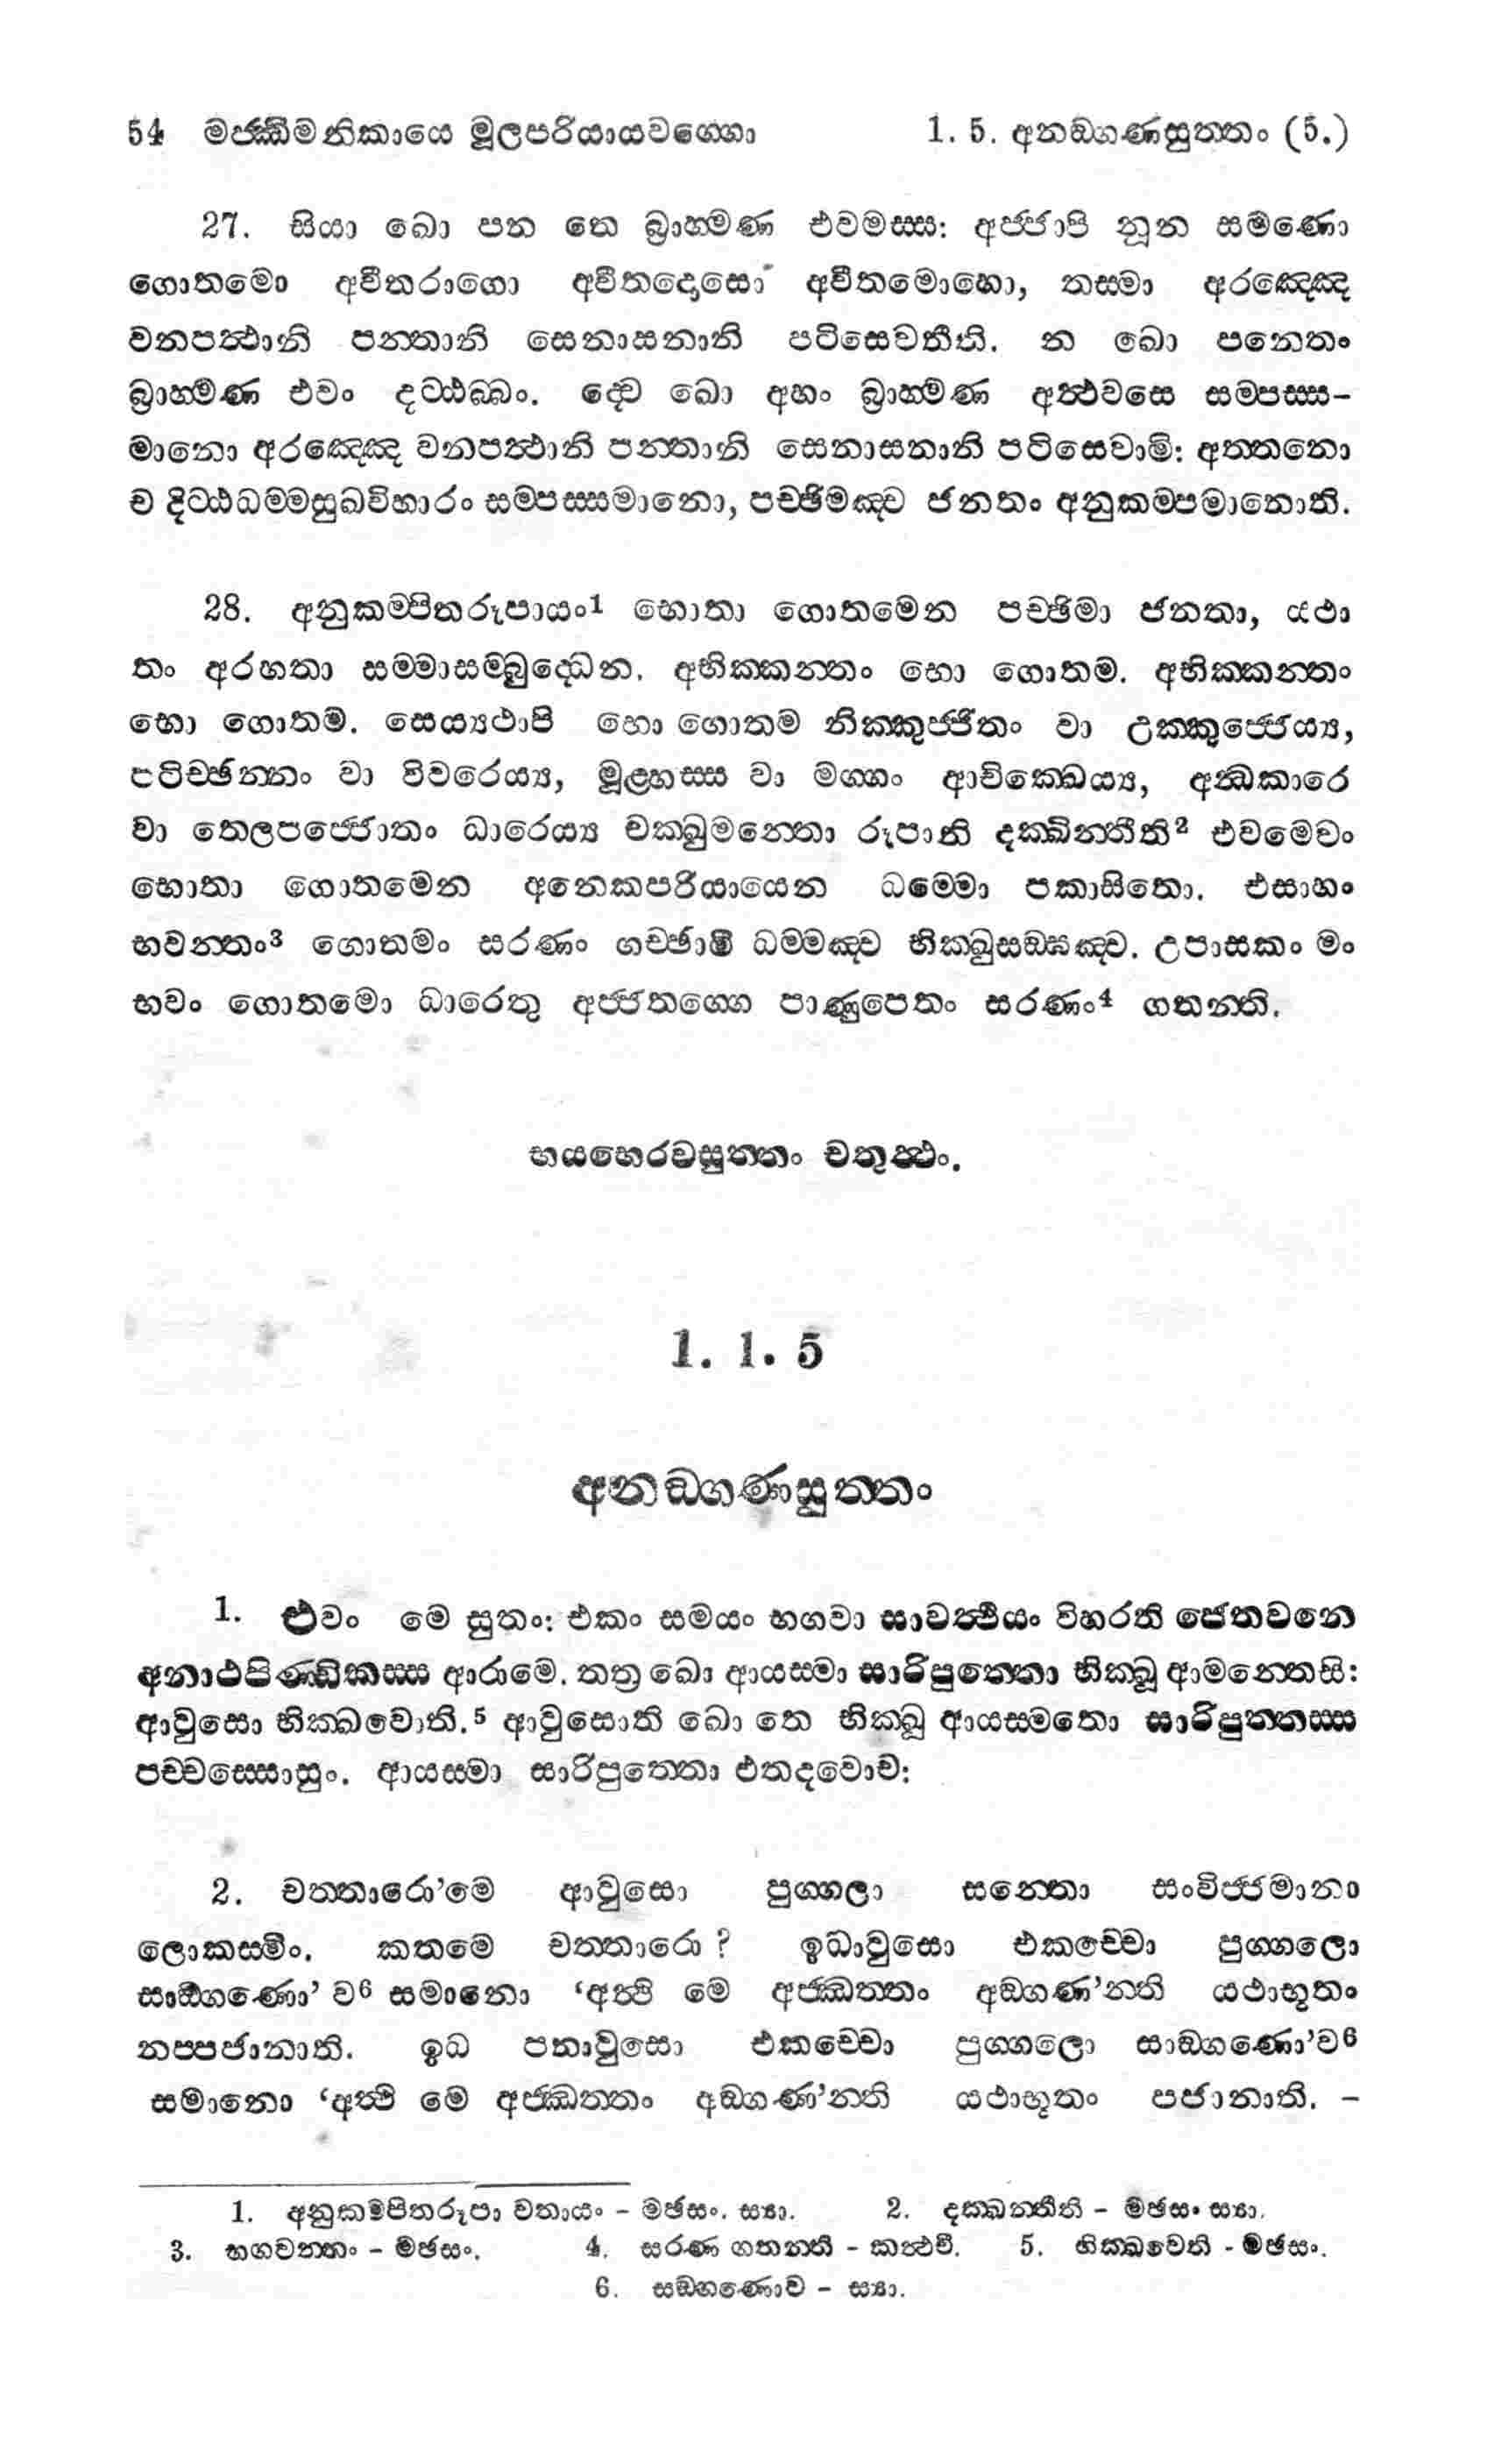 54 මජ්ඣිමනිකායෙ මූලපරියායවග්ගො 1. 5. අනඞ්ගණසුත්තං (5.)
27. සියා ඛො පන තෙ බ්‍රාහ්මණ එවමස්ස: අජ්ජාපි නූන සමණො
ගොතමො අවීතරාගො අවීතදොසො අවීතමොහො, තස්මා අරඤ්ඤෙ
වනපත්ථානි පන්තානි සෙනාසනානි පටිසෙවතීති. න ඛො පනෙතං
බ්‍රාහ්මණ එවං දට්ඨබ්බං. ද්වෙ ඛො අහං බ්‍රාහ්මණ අත්ථවසෙ සම්පස්ස-
මානො අරඤ්ඤෙ වනපත්ථානි පන්තානි සෙනාසනානි පටිසෙවාමි: අත්තනො
ච දිට්ඨධම්මසුඛවිහාරං සම්පස්සමානො, පච්ඡිමඤ්ච ජනතං අනුකම්පමානොති.
28. අනුකම්පිතරූපායං1 භොතා ගොතමෙන පච්ඡිමා ජනතා, යථා
තං අරහතා සම්මාසම්බුද්ධෙන. අභික්කන්තං භො ගොතම. අභික්කන්තං
භො ගොතම. සෙය්‍යථාපි භො ගොතම නික්කුජ්ජිතං වා උක්කුජ්ජෙය්‍ය,
පටිච්ඡන්නං වා විවරෙය්‍ය, මූළ්හස්ස වා මග්ගං ආචික්ඛෙය්‍ය, අන්ධකාරෙ
වා තෙලපජ්ජොතං ධාරෙය්‍ය චක්ඛුමන්තො රූපානි දක්ඛින්තීති2 එවමෙවං
භොතා ගොතමෙන අනෙකපරියායෙන ධම්මො පකාසිතො. එසාහං
භවන්තං3 ගොතමං සරණං ගච්ඡාමි ධම්මඤ්ච භික්ඛුසඞ්ඝඤ්ච. උපාසකං මං
භවං ගොතමො ධාරෙතු අජ්ජතග්ගෙ පාණුපෙතං සරණං4 ගතන්ති.
භයභෙරවසුත්තං චතුත්ථං.
1. 1. 5
අනඞ්ගණසුත්තං
1. එවං මෙ සුතං: එකං සමයං භගවා සාවත්ථියං විහරති ජෙතවනෙ
අනාථපිණ්ඩිකස්ස ආරාමෙ. තත්‍ර ඛො ආයස්මා සාරිපුත්තො භික්ඛූ ආමන්තෙසි:
ආවුසො භික්ඛවොති.5 ආවුසොති ඛො තෙ භික්ඛූ ආයස්මතො සාරිපුත්තස්ස
පච්චස්සොසුං. ආයස්මා සාරිපුත්තො එතදවොච:
2. චත්තාරො’මෙ ආවුසො පුග්ගලා සන්තො සංවිජ්ජමානා
ලොකස්මිං. කතමෙ චත්තාරො ? ඉධාවුසො එකච්චො පුග්ගලො
සාඞ්ගණො’ ව6 සමානො ‘අත්ථි මෙ අජ්ඣත්තං අඞ්ගණ’න්ති යථාභූතං
නප්පජානාති. ඉධ පනාවුසො එකච්චො පුග්ගලො සාඞ්ගණො’ව6
සමානො ‘අත්ථි මෙ අජ්ඣත්තං අඞ්ගණ’න්ති යථාභූතං පජානාති. –
1. අනුකම්පිතරූපා වතායං – මඡසං. ස්‍යා. 2. දක්ඛන්තීති – මඡසං ස්‍යා.
3. භගවන්තං – මඡසං. 4. සරණ ගතන්ති – කත්ථචි. 5. භික්ඛවෙති - මඡසං.
6. සඞ්ගණොව – ස්‍යා.